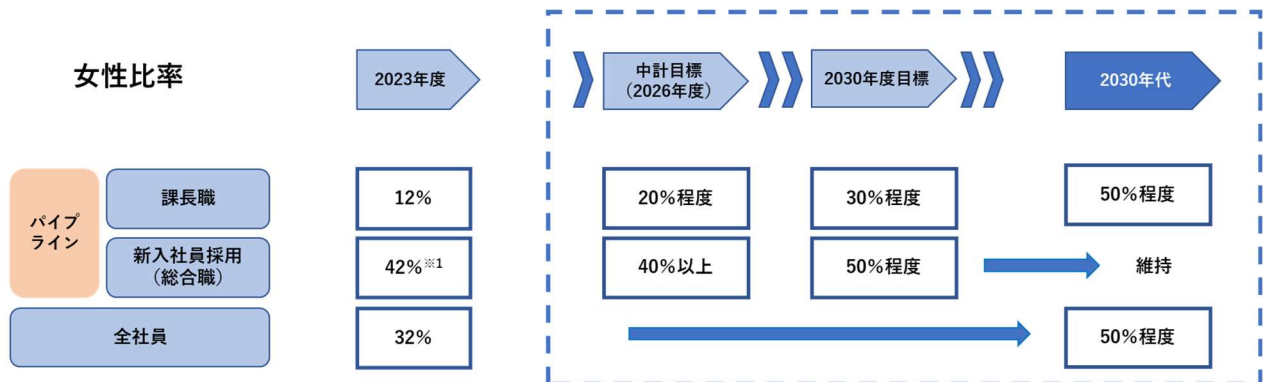 女性比率
2023年度
中計目標
（2026年度）
2030年度目標
2030年代
パイプ
ライン
課長職
12%
20%程度
30%程度
50%程度
新入社員採用
（総合職）
42%※1
40%以上
50%程度
維持
全社員
32%
50%程度